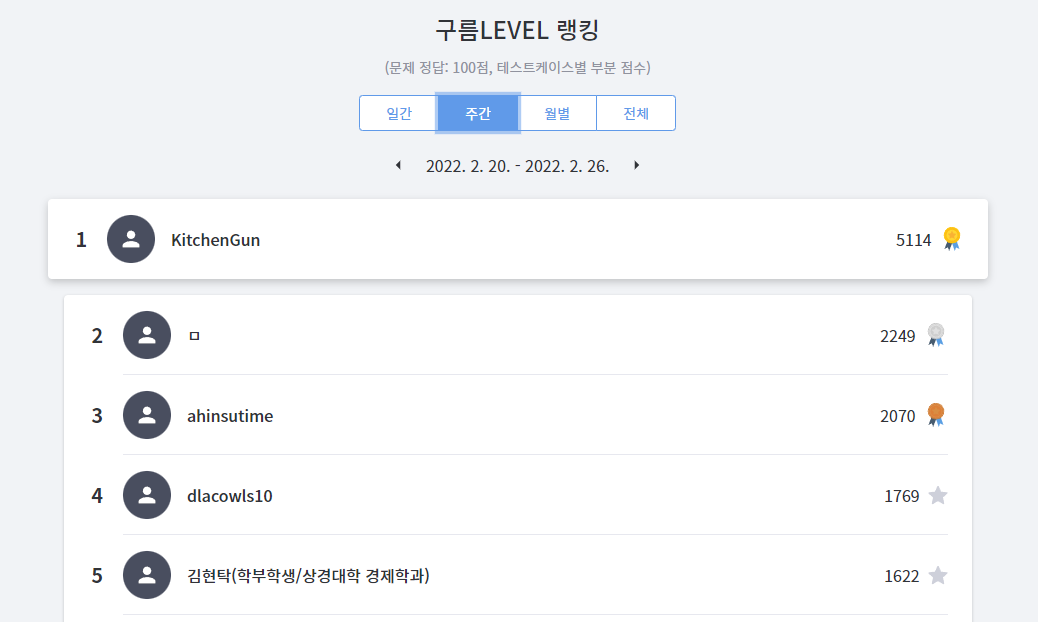 구름LEVEL 랭킹
(문제 정답: 100점, 테스트케이스별 부분 점수)
일간 주간 월별 전체
2022. 2. 20. - 2022. 2. 26.
1 KitchenGun 5114
2 ㅁ 2249
3 ahinsutime 2070
4 dlacowls10 1769
5 김현탁(학부학생/상경대학 경제학과) 1622